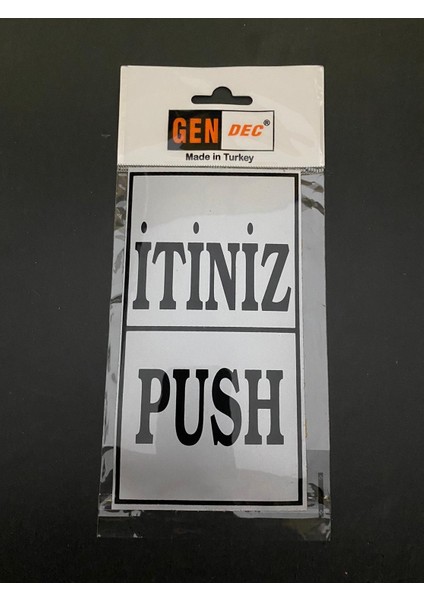 GEN DEC®
Made in Turkey
İTİNİZ
PUSH